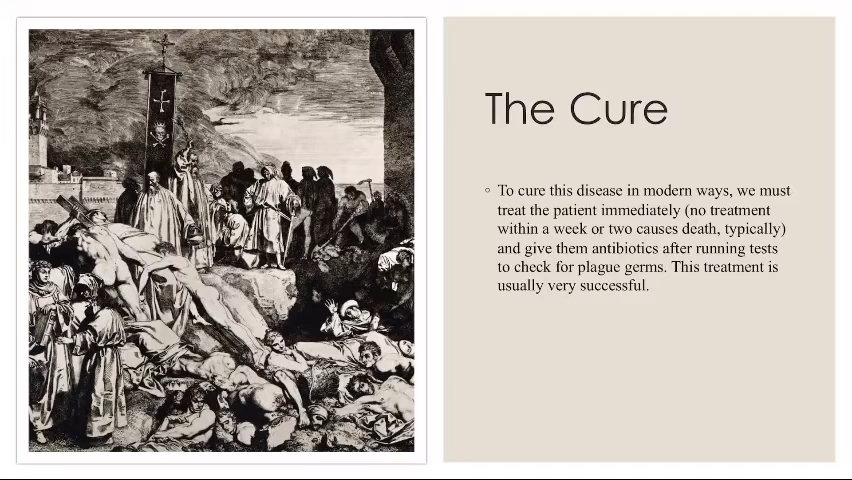 The Cure
◦ To cure this disease in modern ways, we must
treat the patient immediately (no treatment
within a week or two causes death, typically)
and give them antibiotics after running tests
to check for plague germs. This treatment is
usually very successful.